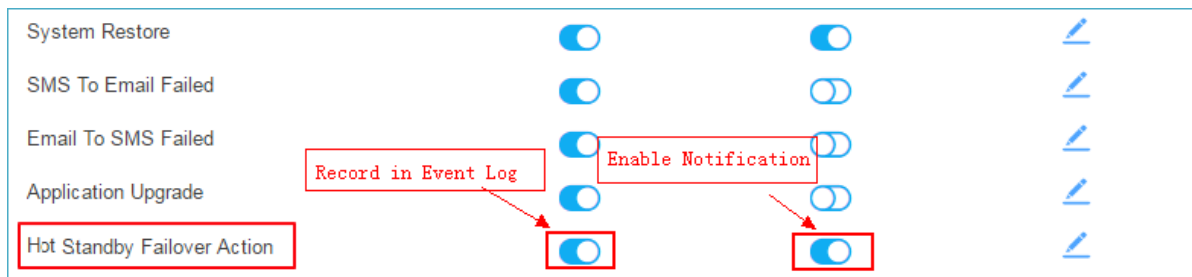 System Restore
SMS To Email Failed
Email To SMS Failed
Enable Notification
Record in Event Log
Application Upgrade
Hot Standby Failover Action